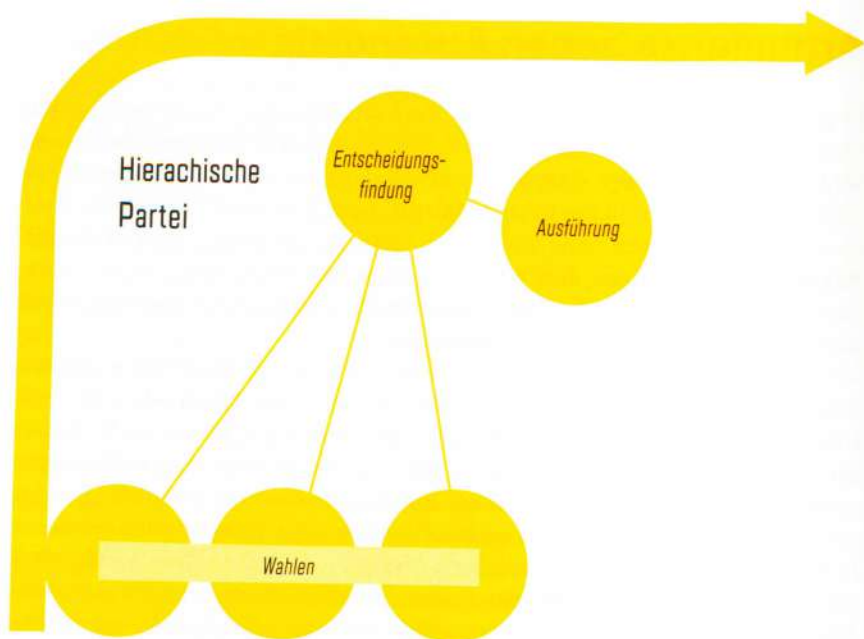 Hierachische
Partei
Entscheidungs-
findung
Ausführung
Wahlen